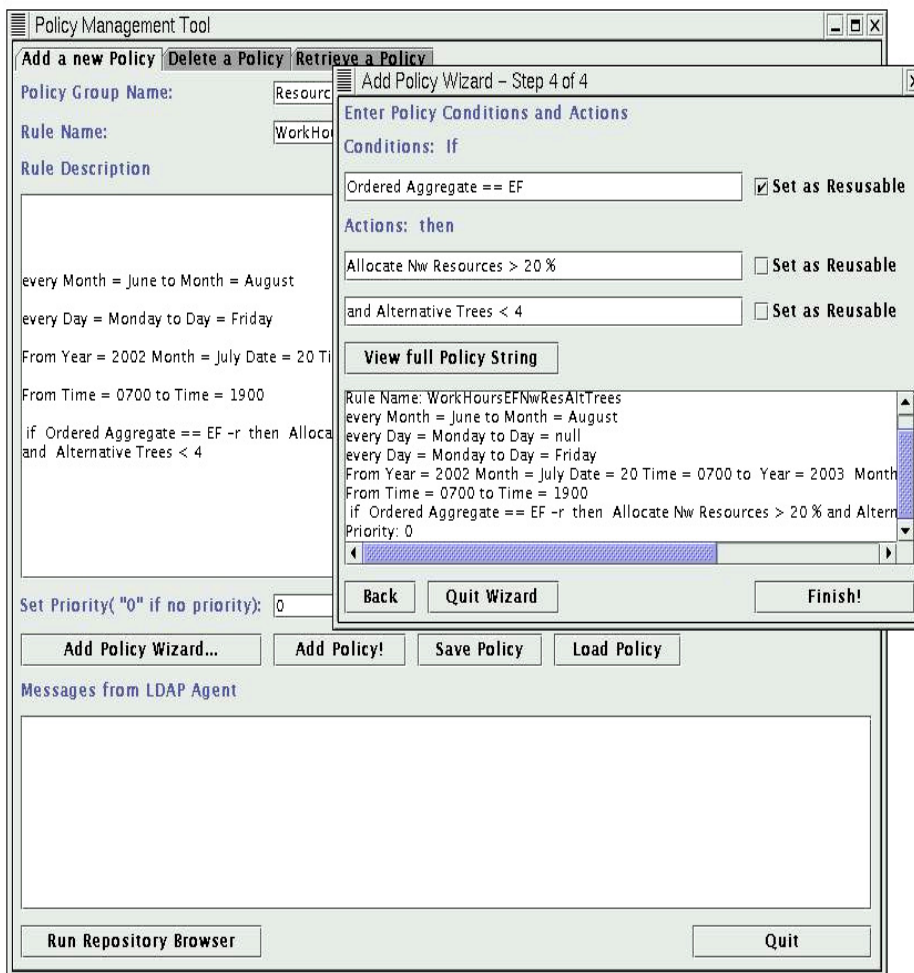 Policy Management Tool
Add a new Policy Delete a Policy Retrieve a Policy
Policy Group Name: Resourc
Rule Name: WorkHou
Rule Description
every Month = June to Month = August
every Day = Monday to Day = Friday
From Year = 2002 Month = July Date = 20 Ti
From Time = 0700 to Time = 1900
if Ordered Aggregate == EF -r then Alloca
and Alternative Trees < 4
Set Priority( "0" if no priority): 0
Add Policy Wizard... Add Policy! Save Policy Load Policy
Messages from LDAP Agent
Run Repository Browser Quit
Add Policy Wizard - Step 4 of 4
Enter Policy Conditions and Actions
Conditions: If
Ordered Aggregate == EF Set as Resusable
Actions: then
Allocate Nw Resources > 20 % Set as Reusable
and Alternative Trees < 4 Set as Reusable
View full Policy String
Rule Name: WorkHoursEFNwResAltTrees
every Month = June to Month = August
every Day = Monday to Day = null
every Day = Monday to Day = Friday
From Year = 2002 Month = July Date = 20 Time = 0700 to Year = 2003 Month
From Time = 0700 to Time = 1900
if Ordered Aggregate == EF -r then Allocate Nw Resources > 20 % and Altern
Priority: 0
Back Quit Wizard Finish!